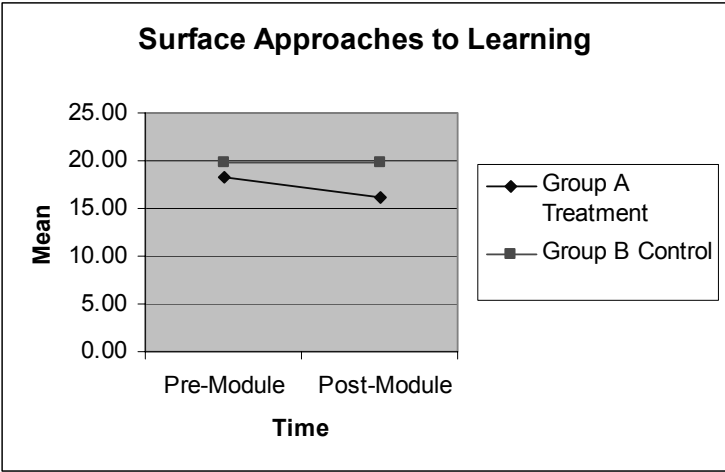 Surface Approaches to Learning
25.00
20.00
15.00
10.00
5.00
0.00
Mean
Pre-Module Post-Module
Time
Group A
Treatment
Group B Control